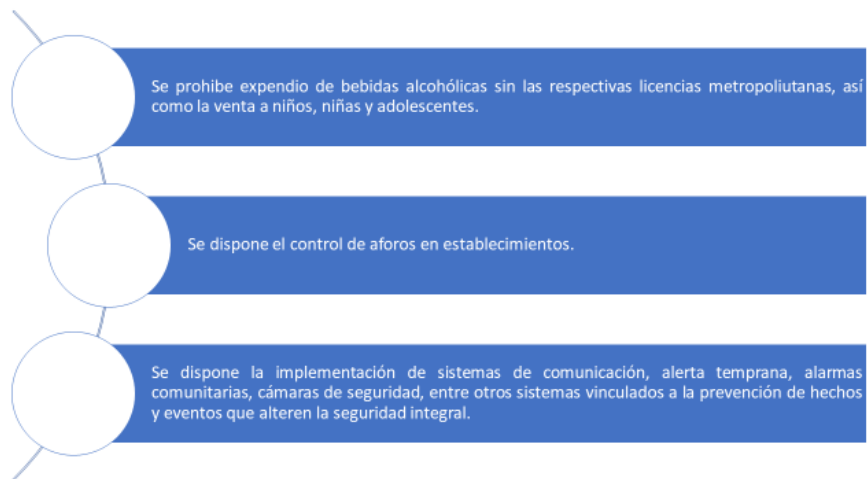 Se prohibe expendio de bebidas alcohólicas sin las respectivas licencias metropoliutanas, así
como la venta a niños, niñas y adolescentes.
Se dispone el control de aforos en establecimientos.
Se dispone la implementación de sistemas de comunicación, alerta temprana, alarmas
comunitarias, cámaras de seguridad, entre otros sistemas vinculados a la prevención de hechos
y eventos que alteren la seguridad integral.